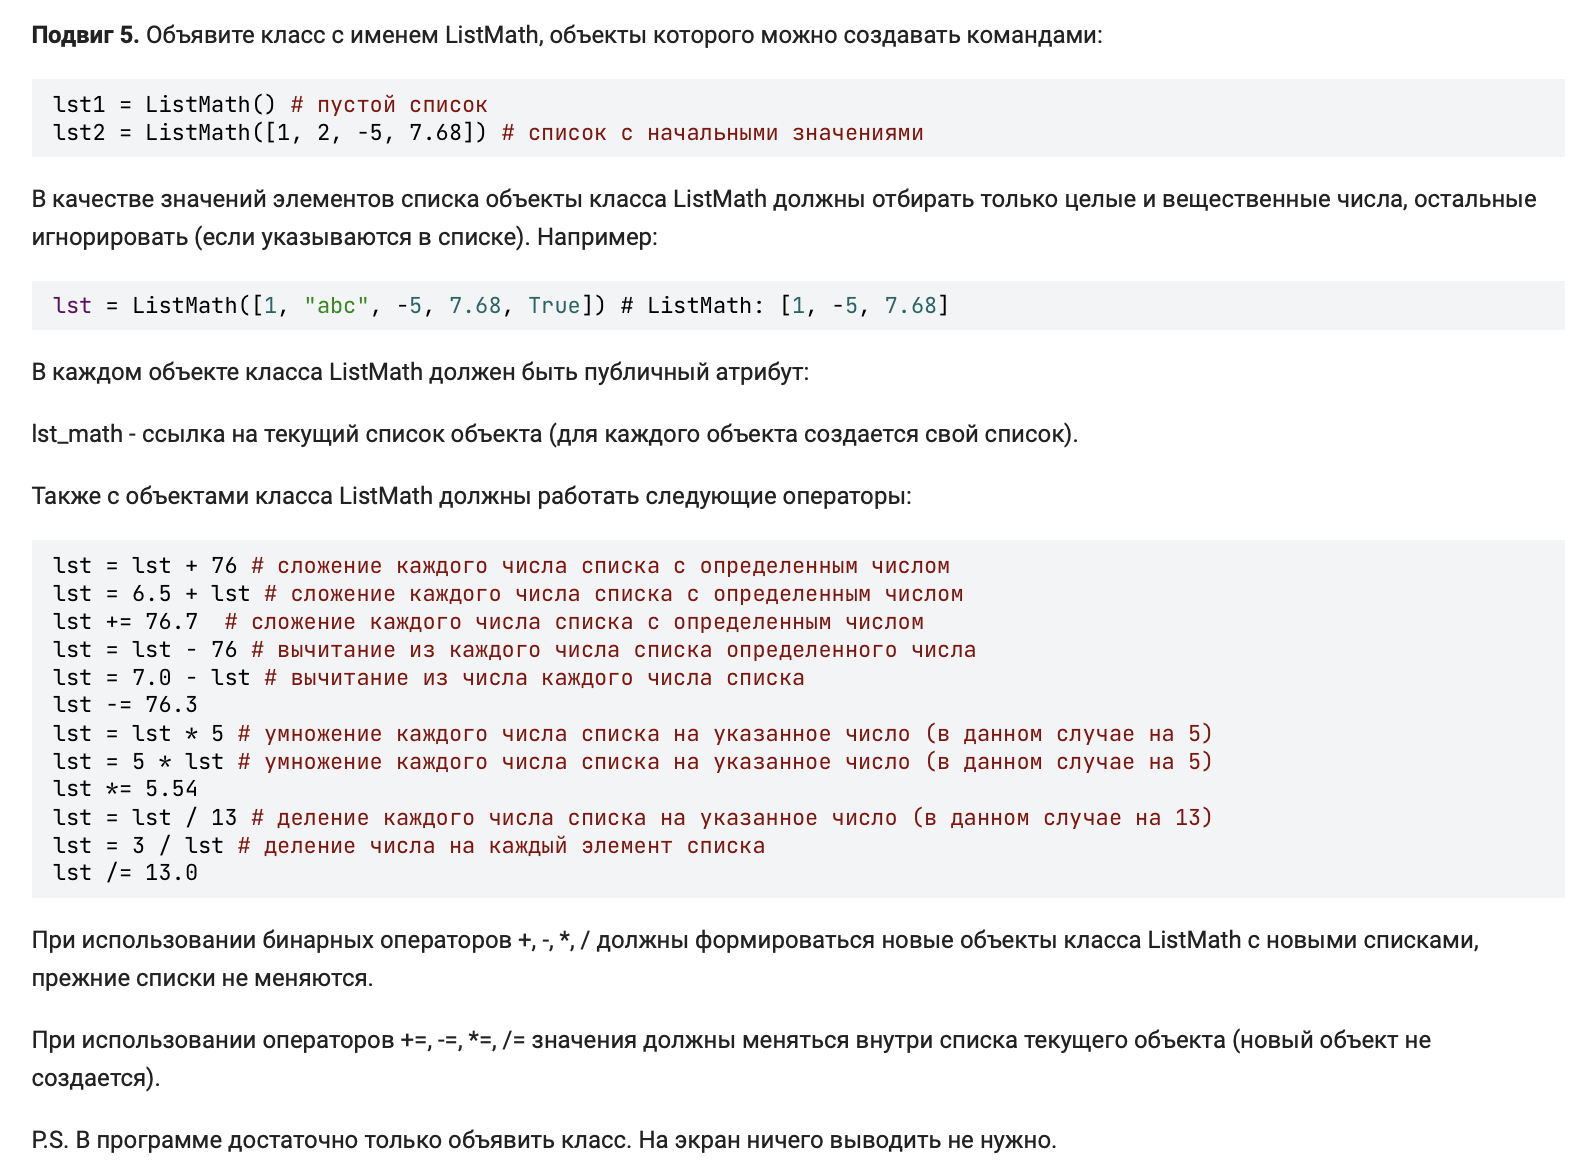 Подвиг 5. Объявите класс с именем ListMath, объекты которого можно создавать командами:
lst1 = ListMath() # пустой список
lst2 = ListMath([1, 2, -5, 7.68]) # список с начальными значениями
В качестве значений элементов списка объекты класса ListMath должны отбирать только целые и вещественные числа, остальные
игнорировать (если указываются в списке). Например:
lst = ListMath([1, "abc", -5, 7.68, True]) # ListMath: [1, -5, 7.68]
В каждом объекте класса ListMath должен быть публичный атрибут:
lst_math - ссылка на текущий список объекта (для каждого объекта создается свой список).
Также с объектами класса ListMath должны работать следующие операторы:
lst = lst + 76 # сложение каждого числа списка с определенным числом
lst = 6.5 + lst # сложение каждого числа списка с определенным числом
lst += 76.7  # сложение каждого числа списка с определенным числом
lst = lst - 76 # вычитание из каждого числа списка определенного числа
lst = 7.0 - lst # вычитание из числа каждого числа списка
lst -= 76.3
lst = lst * 5 # умножение каждого числа списка на указанное число (в данном случае на 5)
lst = 5 * lst # умножение каждого числа списка на указанное число (в данном случае на 5)
lst *= 5.54
lst = lst / 13 # деление каждого числа списка на указанное число (в данном случае на 13)
lst = 3 / lst # деление числа на каждый элемент списка
lst /= 13.0
При использовании бинарных операторов +, -, *, / должны формироваться новые объекты класса ListMath с новыми списками,
прежние списки не меняются.
При использовании операторов +=, -=, *=, /= значения должны меняться внутри списка текущего объекта (новый объект не
создается).
P.S. В программе достаточно только объявить класс. На экран ничего выводить не нужно.